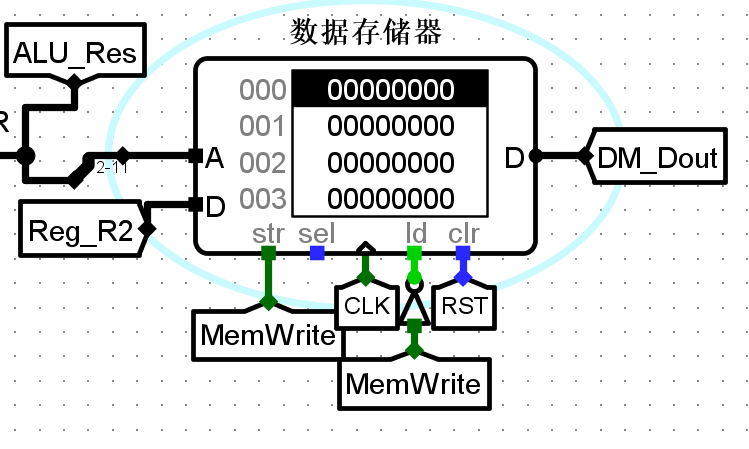 数据存储器
ALU_Res
R
2-11
A
D
Reg_R2
000 00000000
001 00000000
002 00000000
003 00000000
D
DM_Dout
str sel ld clr
CLK
RST
MemWrite
MemWrite